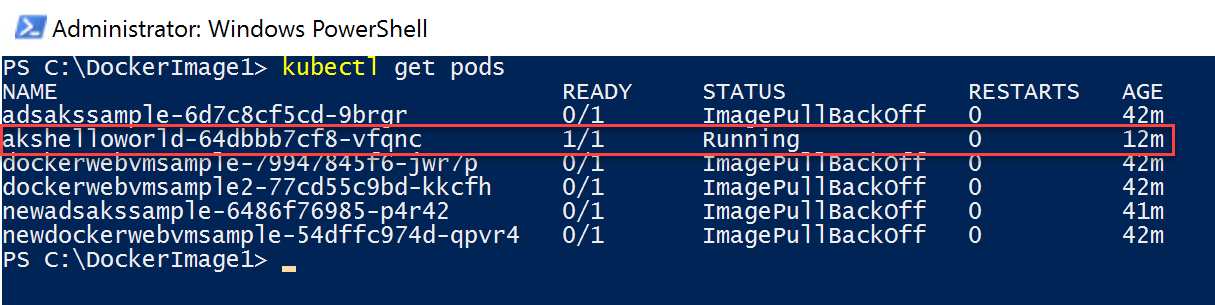 Administrator: Windows PowerShell
PS C:\DockerImage1> kubectl get pods
NAME READY STATUS RESTARTS AGE
adsakssample-6d7c8cf5cd-9brgr 0/1 ImagePullBackOff 0 42m
akshelloworld-64dbbb7cf8-vfqnc 1/1 Running 0 12m
dockerwebvmsample-79947845f6-jwr7p 0/1 ImagePullBackOff 0 42m
dockerwebvmsample2-77cd55c9bd-kkcfh 0/1 ImagePullBackOff 0 42m
newadsakssample-6486f76985-p4r42 0/1 ImagePullBackOff 0 41m
newdockerwebvmsample-54dffc974d-qpvr4 0/1 ImagePullBackOff 0 42m
PS C:\DockerImage1>